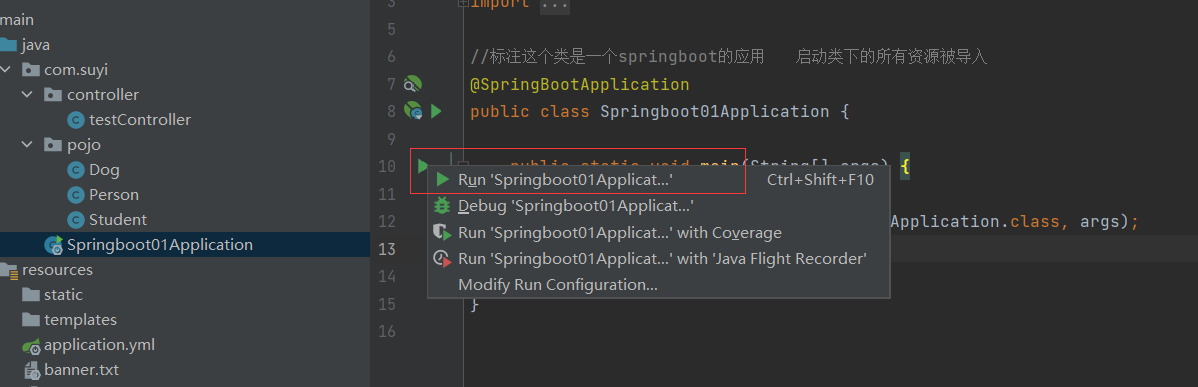 main
java
com.suyi
controller
testController
pojo
Dog
Person
Student
Springboot01Application
resources
static
templates
application.yml
banner.txt
3 import ...
5
6 //标注这个类是一个springboot的应用 启动类下的所有资源被导入
7 @SpringBootApplication
8 public class Springboot01Application {
9
10 public static void main(String[] args) {
11
Run 'Springboot01Applicat...' Ctrl+Shift+F10
Debug 'Springboot01Applicat...'
12 Application.class, args);
Run 'Springboot01Applicat...' with Coverage
13
Run 'Springboot01Applicat...' with 'Java Flight Recorder'
14
Modify Run Configuration...
15 }
16